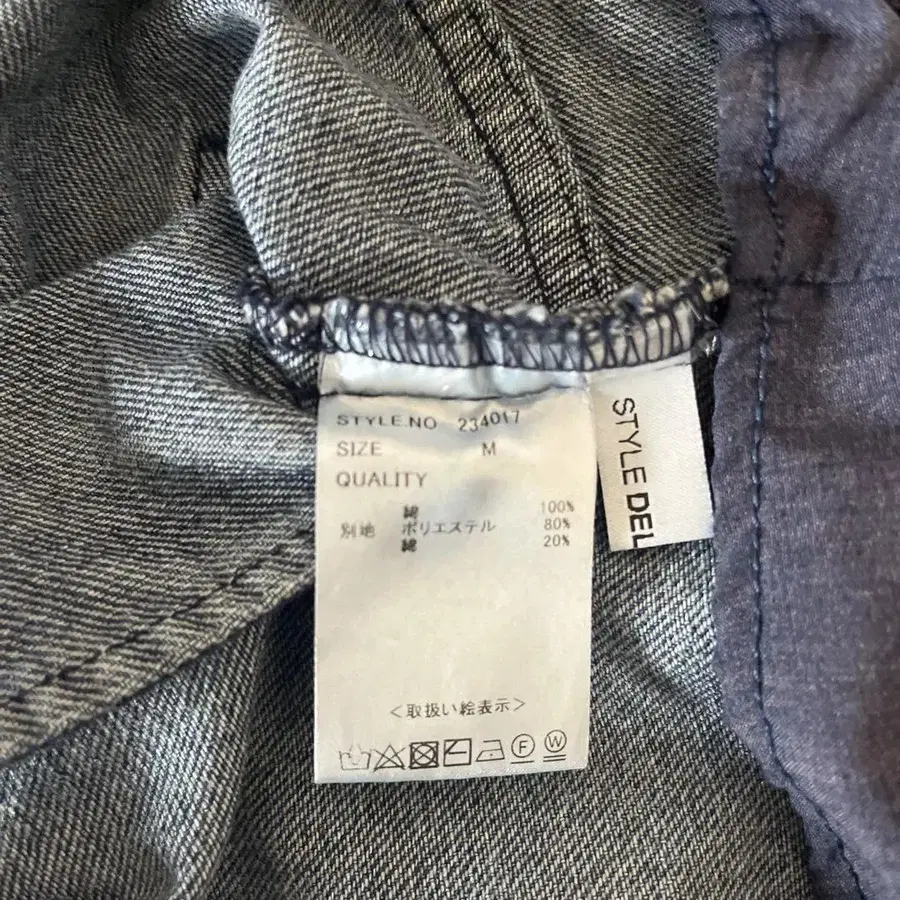 STYLE.NO 234017
SIZE M
QUALITY
綿 100%
別地 ポリエステル 80%
綿 20%
<取扱い絵表示>
F W
STYLE DEL